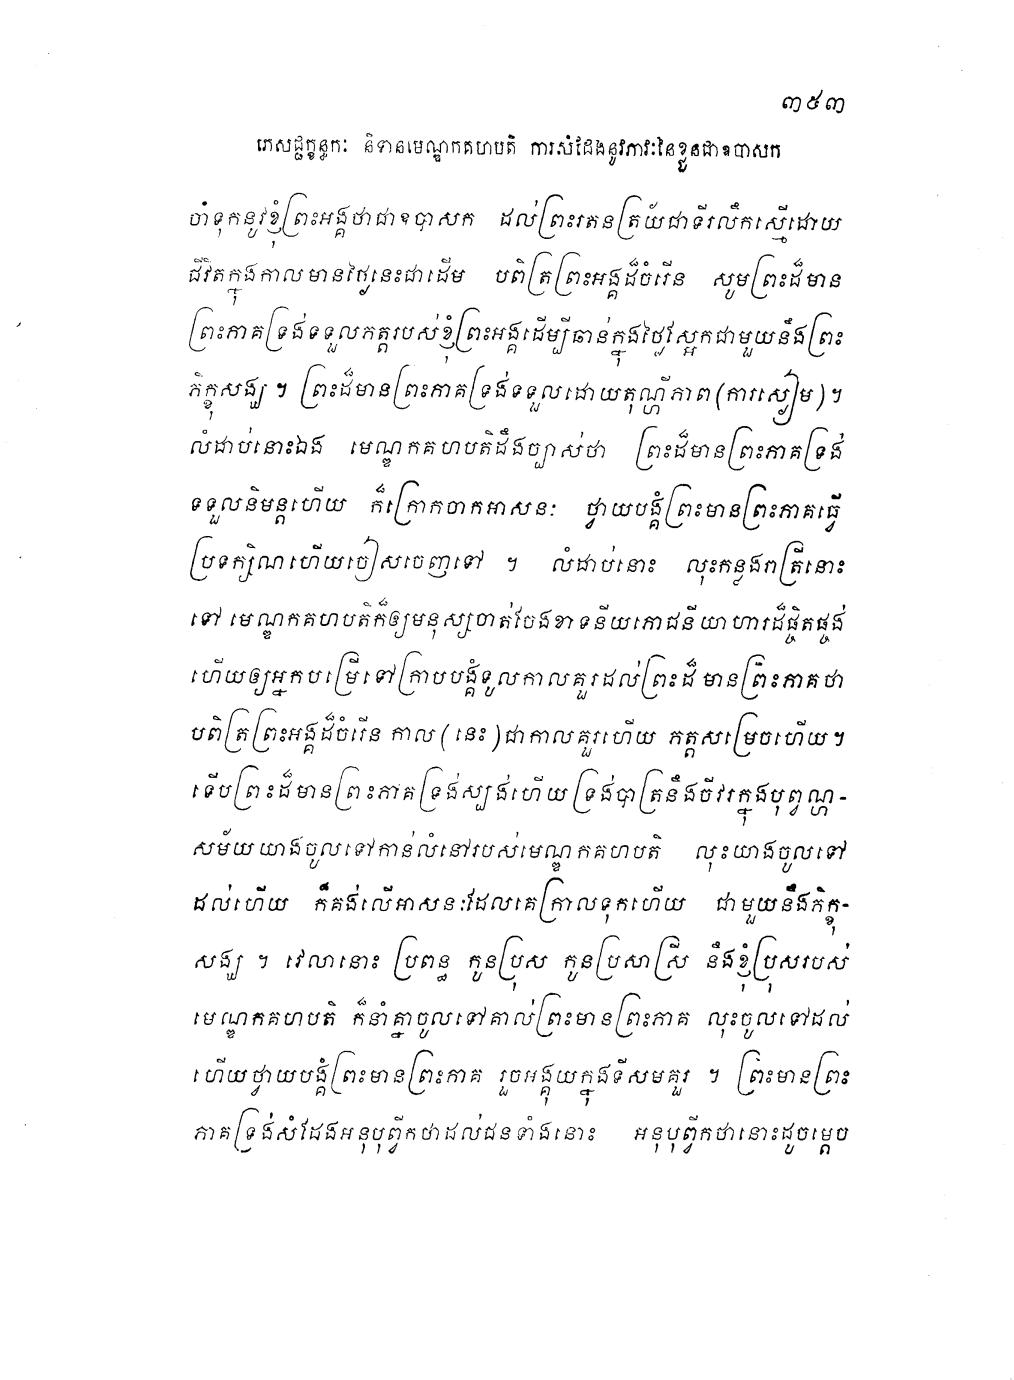 ៣៥៣
ភេសជ្ជក្ខន្ធកៈ និទានមេណ្ឌកគហបតិ ការសំដែងនូវភាវៈនៃខ្លួនជាឧបាសក
ចាំទុកនូវខ្ញុំព្រះអង្គថាជាឧបាសក ដល់ព្រះរតនត្រ័យជាទីរលឹកស្មើដោយ
ជីវិតក្នុងកាលមានថ្ងៃនេះជាដើម បពិត្រព្រះអង្គដ៏ចំរើន សូមព្រះដ៏មាន
ព្រះភាគទ្រង់ទទួលភត្តរបស់ខ្ញុំព្រះអង្គដើម្បីឆាន់ក្នុងថ្ងៃស្អែកជាមួយនឹងព្រះ
ភិក្ខុសង្ឃ ។ ព្រះដ៏មានព្រះភាគទ្រង់ទទួលដោយតុណ្ហីភាព (ការស្ងៀម) ។
លំដាប់នោះឯង មេណ្ឌកគហបតិដឹងច្បាស់ថា ព្រះដ៏មានព្រះភាគទ្រង់
ទទួលនិមន្តហើយ ក៏ក្រោកចាកអាសនៈ ថ្វាយបង្គំព្រះមានព្រះភាគធ្វើ
ប្រទក្សិណហើយចៀសចេញទៅ ។ លំដាប់នោះ លុះកន្លងរាត្រីនោះ
ទៅ មេណ្ឌកគហបតិក៏ឲ្យមនុស្សចាត់ចែងខាទនីយភោជនីយាហារដ៏ផ្ចិតផ្ចង់
ហើយឲ្យអ្នកបម្រើទៅក្រាបបង្គំទូលកាលគួរដល់ព្រះដ៏មានព្រះភាគថា
បពិត្រព្រះអង្គដ៏ចំរើន កាល (នេះ) ជាកាលគួរហើយ ភត្តសម្រេចហើយ ។
ទើបព្រះដ៏មានព្រះភាគទ្រង់ស្បង់ហើយ ទ្រង់បាត្រនឹងចីវរក្នុងបុព្វណ្ហ-
សម័យ យាងចូលទៅកាន់លំនៅរបស់មេណ្ឌកគហបតិ លុះយាងចូលទៅ
ដល់ហើយ ក៏គង់លើអាសនៈដែលគេក្រាលទុកហើយ ជាមួយនឹងភិក្ខុ-
សង្ឃ ។ វេលានោះ ប្រពន្ធ កូនប្រុស កូនប្រសាស្រី នឹងខ្ញុំប្រុសរបស់
មេណ្ឌកគហបតិ ក៏នាំគ្នាចូលទៅគាល់ព្រះមានព្រះភាគ លុះចូលទៅដល់
ហើយថ្វាយបង្គំព្រះមានព្រះភាគ រួចអង្គុយក្នុងទីសមគួរ ។ ព្រះមានព្រះ
ភាគទ្រង់សំដែងអនុបុព្វីកថាដល់ជនទាំងនោះ អនុបុព្វីកថានោះដូចម្តេច